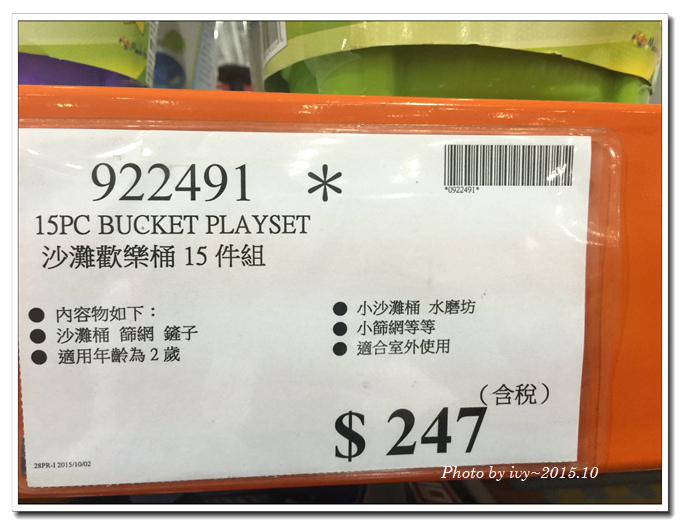 922491 *
*0922491*
15PC BUCKET PLAYSET
沙灘歡樂桶 15 件組
● 內容物如下：
● 沙灘桶 篩網 鏟子
● 適用年齡為 2 歲
● 小沙灘桶 水磨坊
● 小篩網等等
● 適合室外使用
（含稅）
$ 247
28PR-1 2015/10/02
Photo by ivy~2015.10